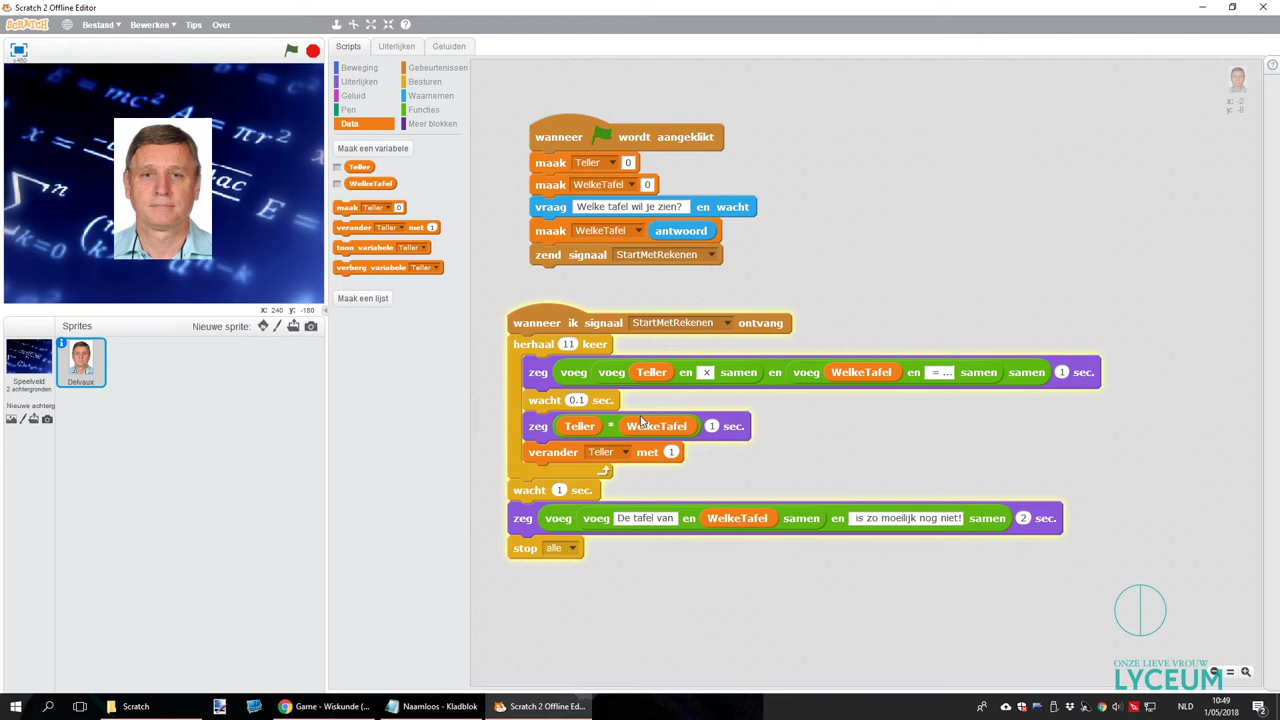 Scratch 2 Offline Editor
SCRATCH Bestand Bewerken Tips Over
v460
Scripts Uiterlijken Geluiden
Beweging Gebeurtenissen
Uiterlijken Besturen
Geluid Waarnemen
Pen Functies
Data Meer blokken
Maak een variabele
Teller
WelkeTafel
maak Teller 0
verander Teller met 1
toon variabele Teller
verberg variabele Teller
Maak een lijst
x: 240 y: -180
Sprites Nieuwe sprite:
Speelveld
2 achtergronden
Delvaux
Nieuwe achterg
x: -2
y: -8
wanneer wordt aangeklikt
maak Teller 0
maak WelkeTafel 0
vraag Welke tafel wil je zien? en wacht
maak WelkeTafel antwoord
zend signaal StartMetRekenen
wanneer ik signaal StartMetRekenen ontvang
herhaal 11 keer
zeg voeg voeg Teller en x samen en voeg WelkeTafel en = ... samen samen 1 sec.
wacht 0.1 sec.
zeg Teller * WelkeTafel 1 sec.
verander Teller met 1
wacht 1 sec.
zeg voeg voeg De tafel van en WelkeTafel samen en is zo moeilijk nog niet! samen 2 sec.
stop alle
ONZE LIEVE VROUW
LYCEUM
Scratch Game - Wiskunde (... Naamloos - Kladblok Scratch 2 Offline Ed... NLD 10:49
1/05/2018